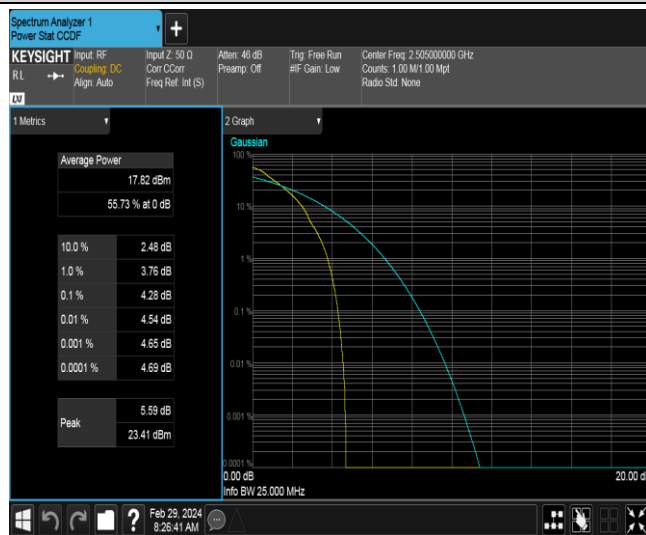 Spectrum Analyzer 1
Power Stat CCDF
KEYSIGHT
RL
LXI
Input: RF
Coupling: DC
Align: Auto
Input Z: 50 Ω
Corr CCorr
Freq Ref: Int (S)
Atten: 46 dB
Preamp: Off
Trig: Free Run
#IF Gain: Low
Center Freq: 2.505000000 GHz
Counts: 1.00 M/1.00 Mpt
Radio Std: None
1 Metrics
Average Power
17.82 dBm
55.73 % at 0 dB
10.0 % 2.48 dB
1.0 % 3.76 dB
0.1 % 4.28 dB
0.01 % 4.54 dB
0.001 % 4.65 dB
0.0001 % 4.69 dB
Peak
5.59 dB
23.41 dBm
2 Graph
Gaussian
100 %
10 %
1 %
0.1 %
0.01 %
0.001 %
0.0001 %
0.00 dB
20.00 d
Info BW 25.000 MHz
?
Feb 29, 2024
8:26:41 AM